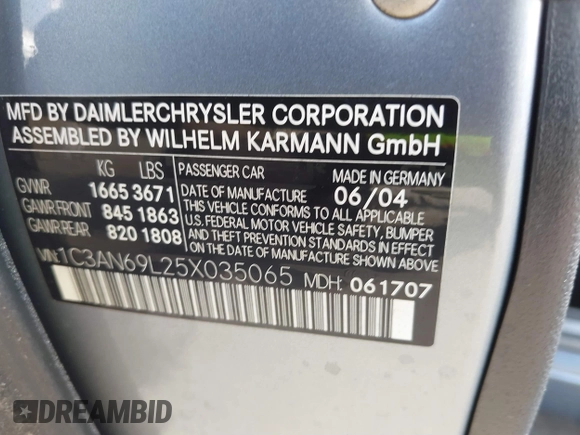 MFD BY DAIMLERCHRYSLER CORPORATION
ASSEMBLED BY WILHELM KARMANN GmbH
KG LBS
GVWR 1665 3671
GAWR FRONT 845 1863
GAWR REAR 820 1808
PASSENGER CAR MADE IN GERMANY
DATE OF MANUFACTURE 06/04
THIS VEHICLE CONFORMS TO ALL APPLICABLE
U.S. FEDERAL MOTOR VEHICLE SAFETY, BUMPER
AND THEFT PREVENTION STANDARDS IN EFFECT
ON THE DATE OF MANUFACTURE SHOWN ABOVE.
VIN: 1C3AN69L25X035065 MDH: 061707
DREAMBID